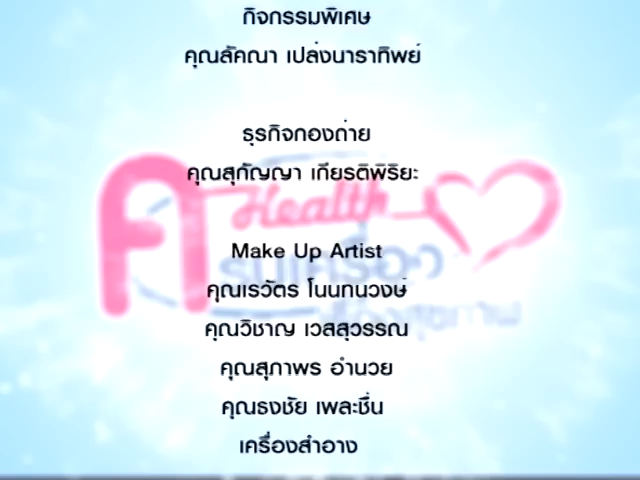 กิจกรรมพิเศษ
คุณลัคณา เปล่งนาราทิพย์
ธุรกิจกองถ่าย
คุณสุกัญญา เกียรติพิริยะ
Health
Make Up Artist
คุณเรวัตร โนนทนวงษ์
คุณวิชาญ เวสสุวรรณ
คุณสุภาพร อำนวย
คุณธงชัย เพละชื่น
เครื่องสำอาง